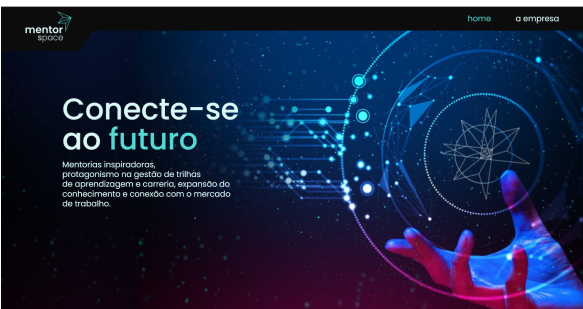 mentor
space
home
a empresa
Conecte-se
ao futuro
Mentorias inspiradoras,
protagonismo na gestão de trilhas
de aprendizagem e carreria, expansão do
conhecimento e conexão com o mercado
de trabalho.